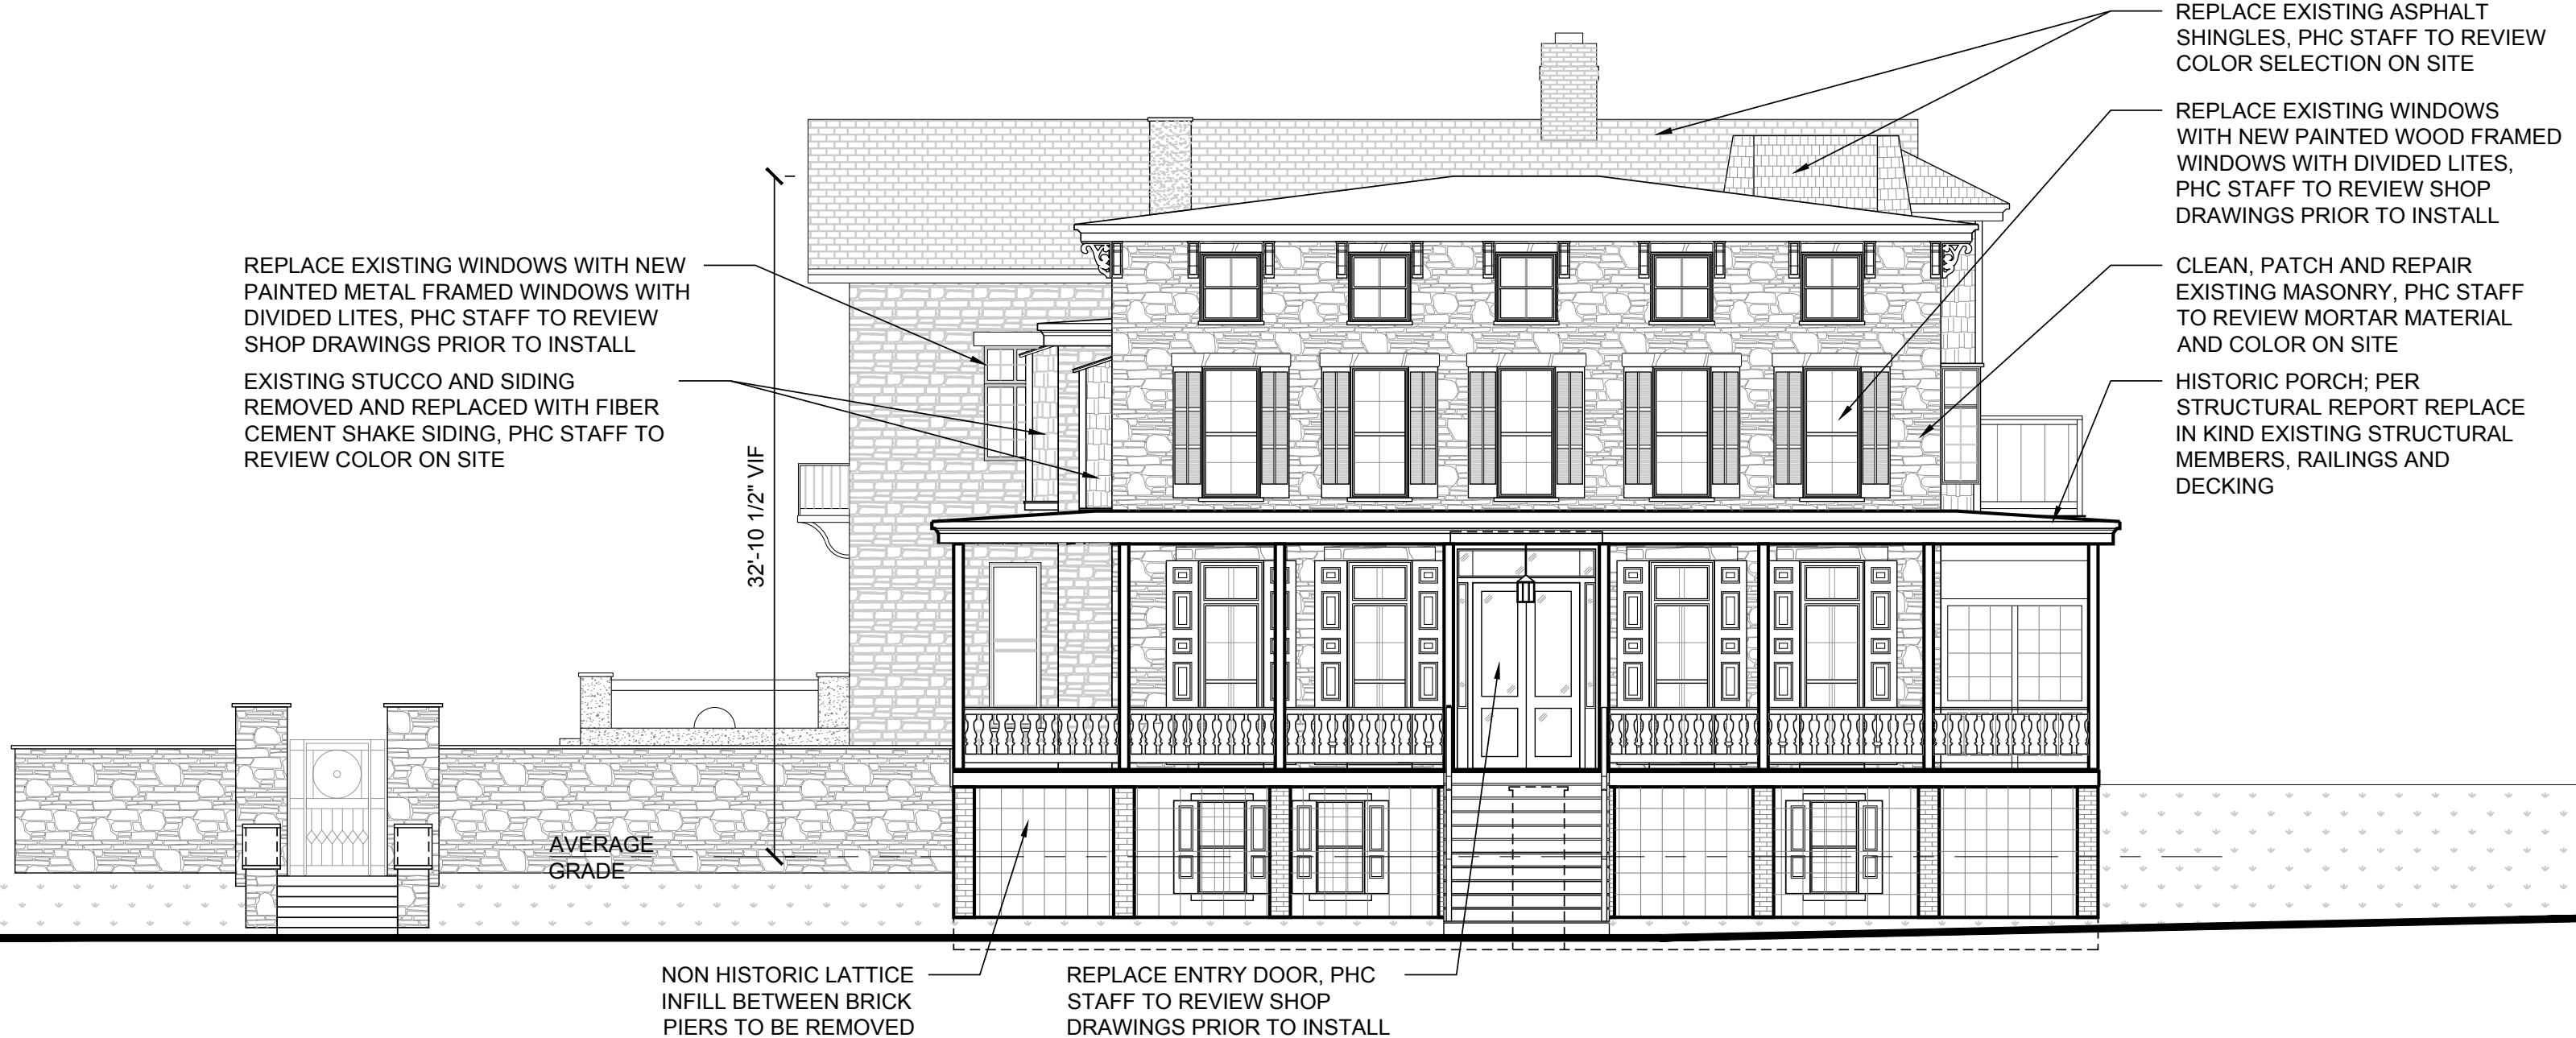 REPLACE EXISTING ASPHALT
SHINGLES, PHC STAFF TO REVIEW
COLOR SELECTION ON SITE
REPLACE EXISTING WINDOWS
WITH NEW PAINTED WOOD FRAMED
WINDOWS WITH DIVIDED LITES,
PHC STAFF TO REVIEW SHOP
DRAWINGS PRIOR TO INSTALL
CLEAN, PATCH AND REPAIR
EXISTING MASONRY, PHC STAFF
TO REVIEW MORTAR MATERIAL
AND COLOR ON SITE
HISTORIC PORCH; PER
STRUCTURAL REPORT REPLACE
IN KIND EXISTING STRUCTURAL
MEMBERS, RAILINGS AND
DECKING
REPLACE EXISTING WINDOWS WITH NEW
PAINTED METAL FRAMED WINDOWS WITH
DIVIDED LITES, PHC STAFF TO REVIEW
SHOP DRAWINGS PRIOR TO INSTALL
EXISTING STUCCO AND SIDING
REMOVED AND REPLACED WITH FIBER
CEMENT SHAKE SIDING, PHC STAFF TO
REVIEW COLOR ON SITE
32'-10 1/2" VIF
AVERAGE
GRADE
NON HISTORIC LATTICE
INFILL BETWEEN BRICK
PIERS TO BE REMOVED
REPLACE ENTRY DOOR, PHC
STAFF TO REVIEW SHOP
DRAWINGS PRIOR TO INSTALL